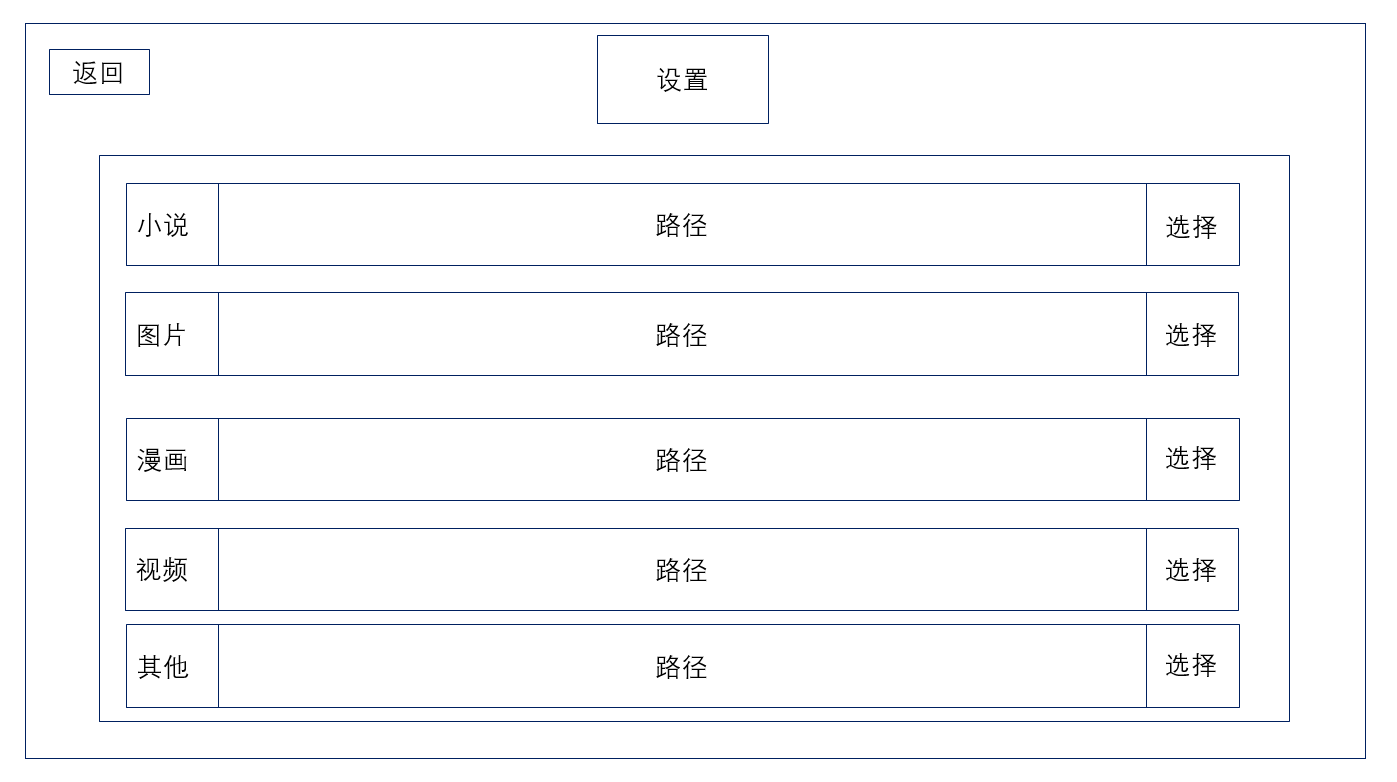 返回
设置
小说 路径 选择
图片 路径 选择
漫画 路径 选择
视频 路径 选择
其他 路径 选择